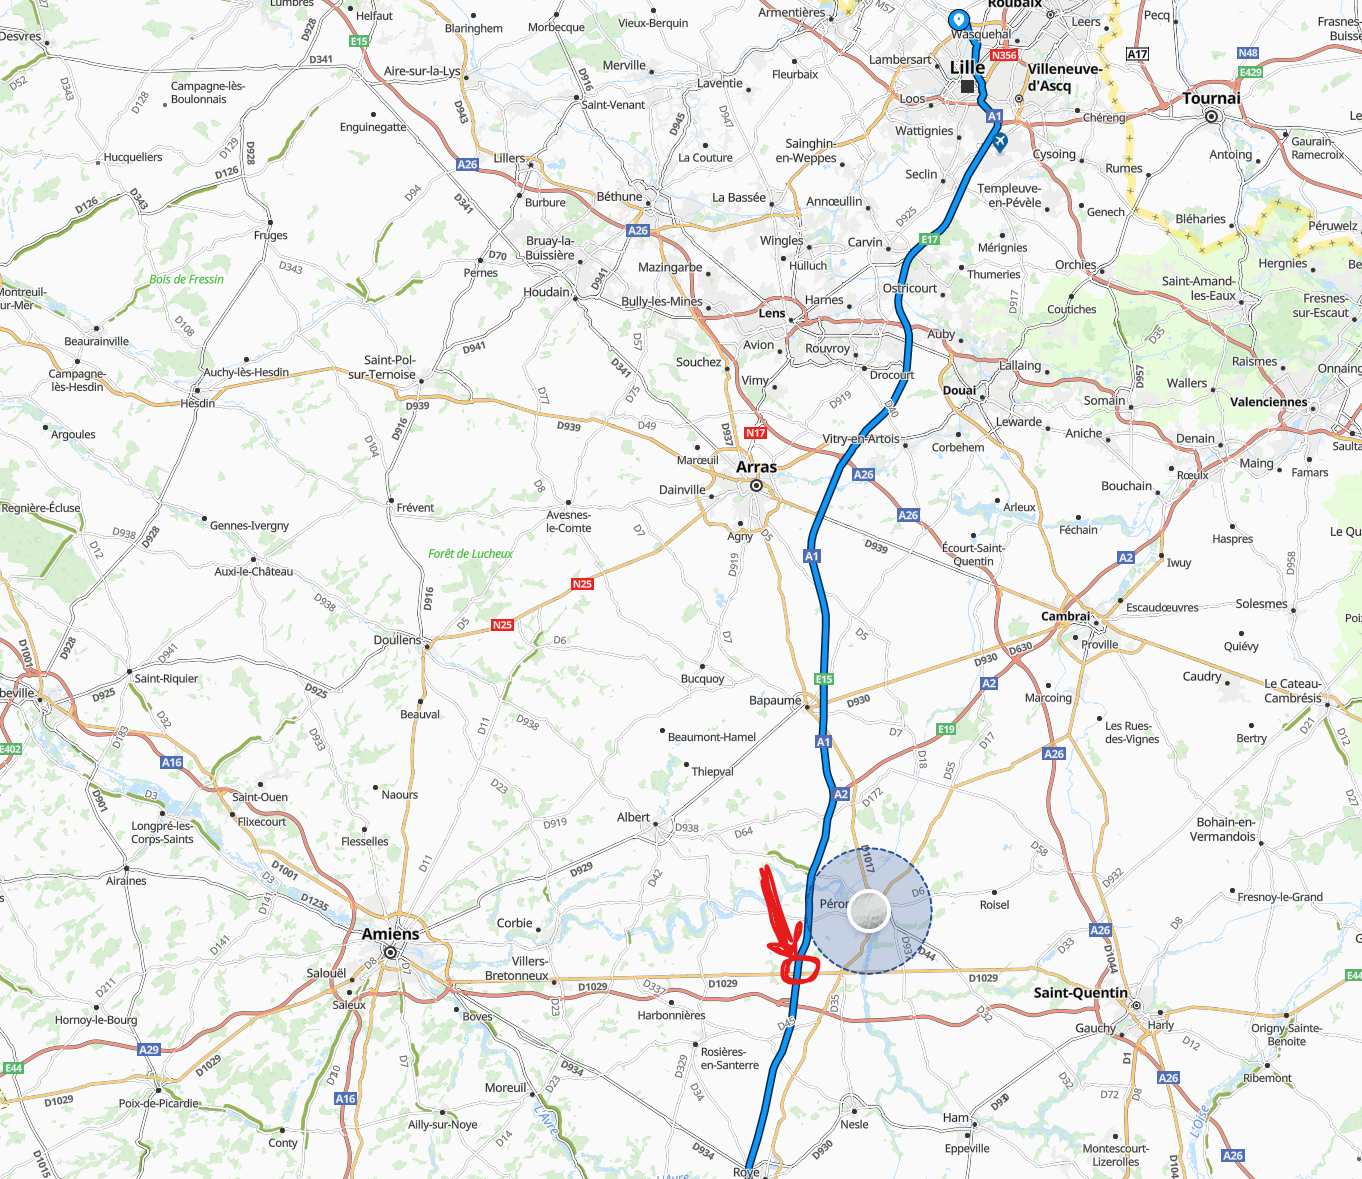 Lumbres
Helfaut
Blaringhem
Morbecque
Vieux-Berquin
Armentières
M57
Roubaix
Leers
Pecq
Desvres
E15
D928
Wasquehal
N356
A17
N48
E429
D341
Aire-sur-la-Lys
D916
Merville
Laventie
Fleurbaix
Lambersart
Lille
Villeneuve-
d'Ascq
D52
D343
Campagne-lès-
Boulonnais
D128
D943
Saint-Venant
D945
D947
Loos
A1
Chéreng
Tournai
Enguinegatte
Wattignies
Hucqueliers
D129
D928
A26
Lillers
La Couture
Sainghin-
en-Weppes
Cysoing
Rumes
Antoing
Gaurain-
Ramecroix
D126
D343
D126
D94
D341
Burbure
Béthune
La Bassée
Annœullin
Seclin
D925
Templeuve-
en-Pévèle
Genech
Bléharies
Péruwelz
Fruges
A26
Bruay-la-
Buissière
Wingles
Carvin
E17
Mérignies
Hergnies
Bois de Fressin
D343
D70
Pernes
D941
Mazingarbe
Hulluch
Thumeries
Orchies
Saint-Amand-
les-Eaux
Montreuil-
sur-Mer
Houdain
Bully-les-Mines
Harnes
Ostricourt
D917
Coutiches
Fresnes-
sur-Escaut
D108
Beaurainville
D941
D57
Lens
Auby
D35
Campagne-
lès-Hesdin
Auchy-lès-Hesdin
Saint-Pol-
sur-Ternoise
D341
Souchez
Avion
Rouvroy
Drocourt
Lallaing
D957
Raismes
Onnaing
Hesdin
D939
D77
D75
Vimy
D919
D40
Douai
Somain
Wallers
Valenciennes
Argoules
D916
D104
D939
D49
D937
N17
Vitry-en-Artois
Lewarde
Corbehem
Aniche
Denain
Marœuil
Arras
A26
Rœulx
Maing
Famars
Dainville
Bouchain
Regnière-Écluse
Frévent
D8
Avesnes-
le-Comte
A26
Arleux
Gennes-Ivergny
D938
D928
D12
D7
Agny
D5
D919
D939
Écourt-Saint-
Quentin
Féchain
Haspres
D958
Forêt de Lucheux
A1
A2
Iwuy
Auxi-le-Château
D938
D916
N25
D5
N25
Cambrai
Escaudœuvres
Solesmes
Doullens
D6
D7
D5
D930
D630
Proville
Quiévy
D1001
D928
D941
Saint-Riquier
D925
D925
Bucquoy
E15
A2
Marcoing
Caudry
Le Cateau-
Cambrésis
Beauval
Bapaume
D930
E402
D183
D32
D933
D11
D938
Beaumont-Hamel
A1
D7
E19
D17
Les Rues-
des-Vignes
Bertry
D21
D12
A16
D18
A26
D3
D901
Saint-Ouen
Naours
D23
Thiepval
A2
D172
D55
D27
Longpré-les-
Corps-Saints
Flixecourt
Flesselles
D919
Albert
D938
D64
Bohain-en-
Vermandois
Airaines
D1001
D3
D11
D929
D42
D1017
D58
D932
D141
D1235
D6
Roisel
Fresnoy-le-Grand
Corbie
Amiens
D141
D44
A26
D33
D8
D1044
Salouël
D8
D7
Villers-
Bretonneux
D1029
D337
D1029
D1029
E44
D211
Saleux
Saint-Quentin
Hornoy-le-Bourg
Boves
D23
Harbonnières
D35
D45
D32
Gauchy
Harly
Origny-Sainte-
Benoite
A29
D1029
E44
Rosières-
en-Santerre
D1
D12
D329
D934
D23
D34
D32
A26
Ribemont
D1029
Poix-de-Picardie
A16
D7
Moreuil
Ailly-sur-Noye
L'Avre
Nesle
Ham
D72
D8
L'Oise
Conty
D14
D934
D930
Eppeville
Montescourt-
Lizerolles
A26
D1015
Roye
L'Avre